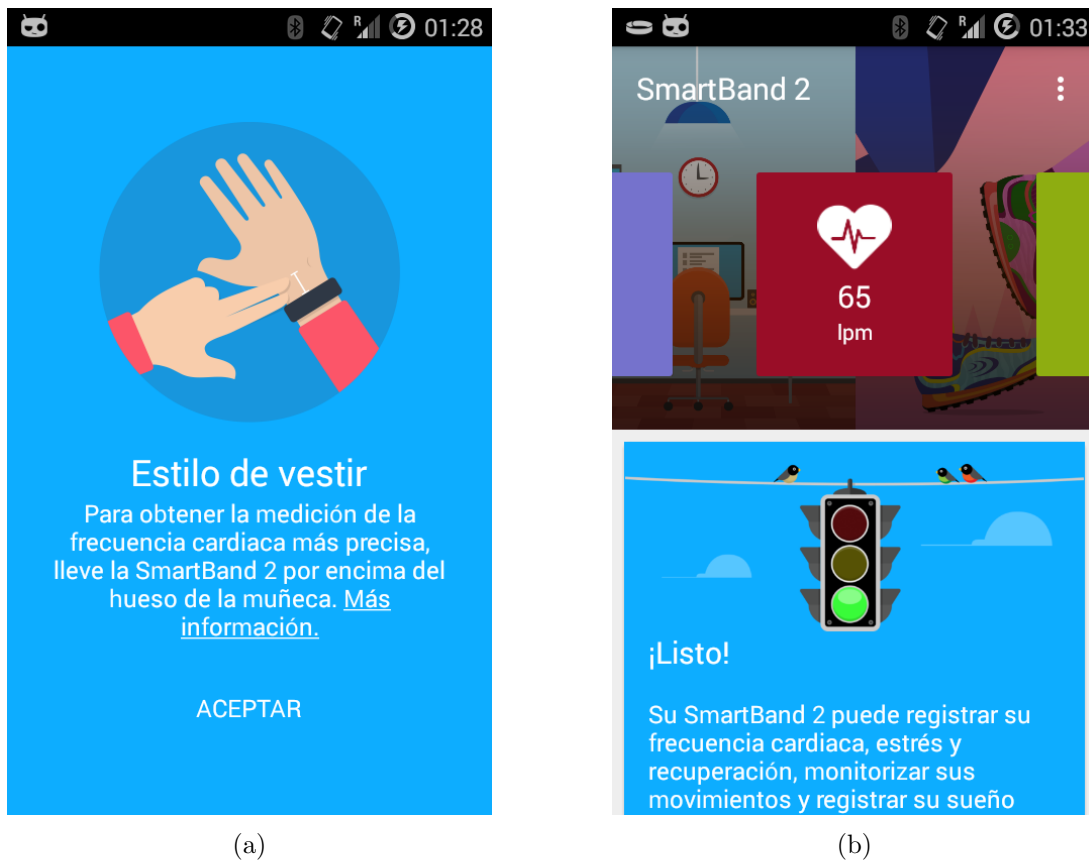 R 01:28
Estilo de vestir
Para obtener la medición de la
frecuencia cardiaca más precisa,
lleve la SmartBand 2 por encima del
hueso de la muñeca. Más
información.
ACEPTAR
(a)
R 01:33
SmartBand 2
65
lpm
¡Listo!
Su SmartBand 2 puede registrar su
frecuencia cardiaca, estrés y
recuperación, monitorizar sus
movimientos y registrar su sueño
(b)